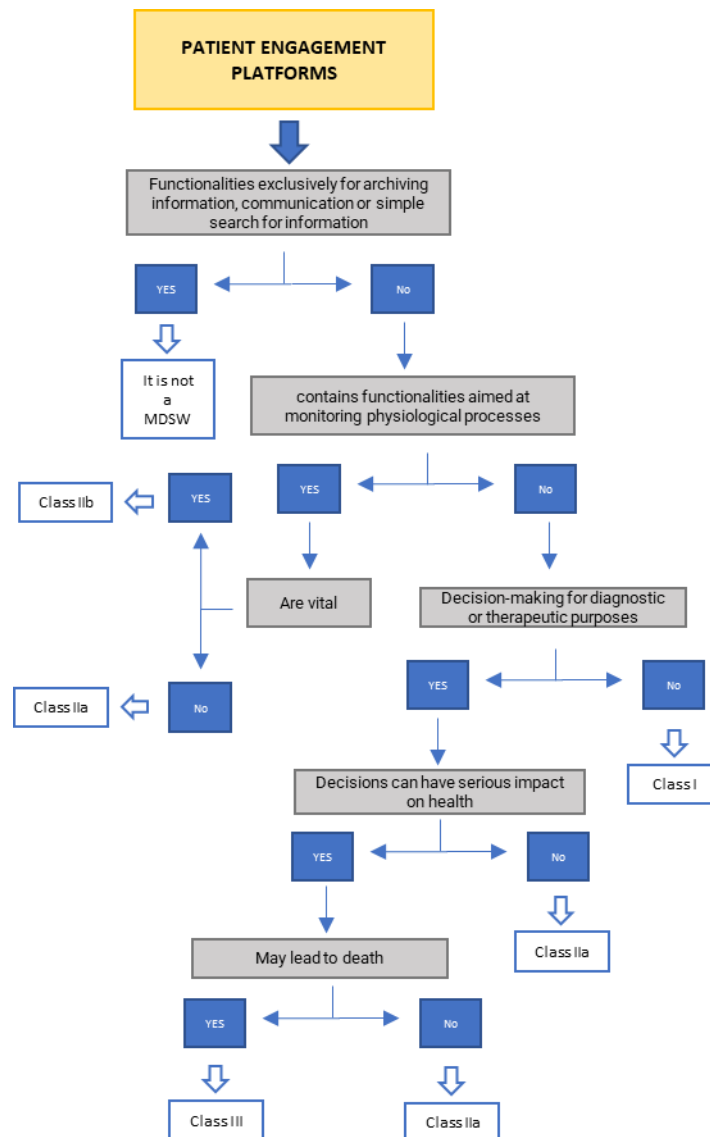 PATIENT ENGAGEMENT
PLATFORMS
Functionalities exclusively for archiving
information, communication or simple
search for information
YES
No
It is not
a
MDSW
contains functionalities aimed at
monitoring physiological processes
Class IIb
YES
YES
No
Are vital
Decision-making for diagnostic
or therapeutic purposes
Class IIa
No
YES
No
Decisions can have serious impact
on health
Class I
YES
No
May lead to death
Class IIa
YES
No
Class III
Class IIa